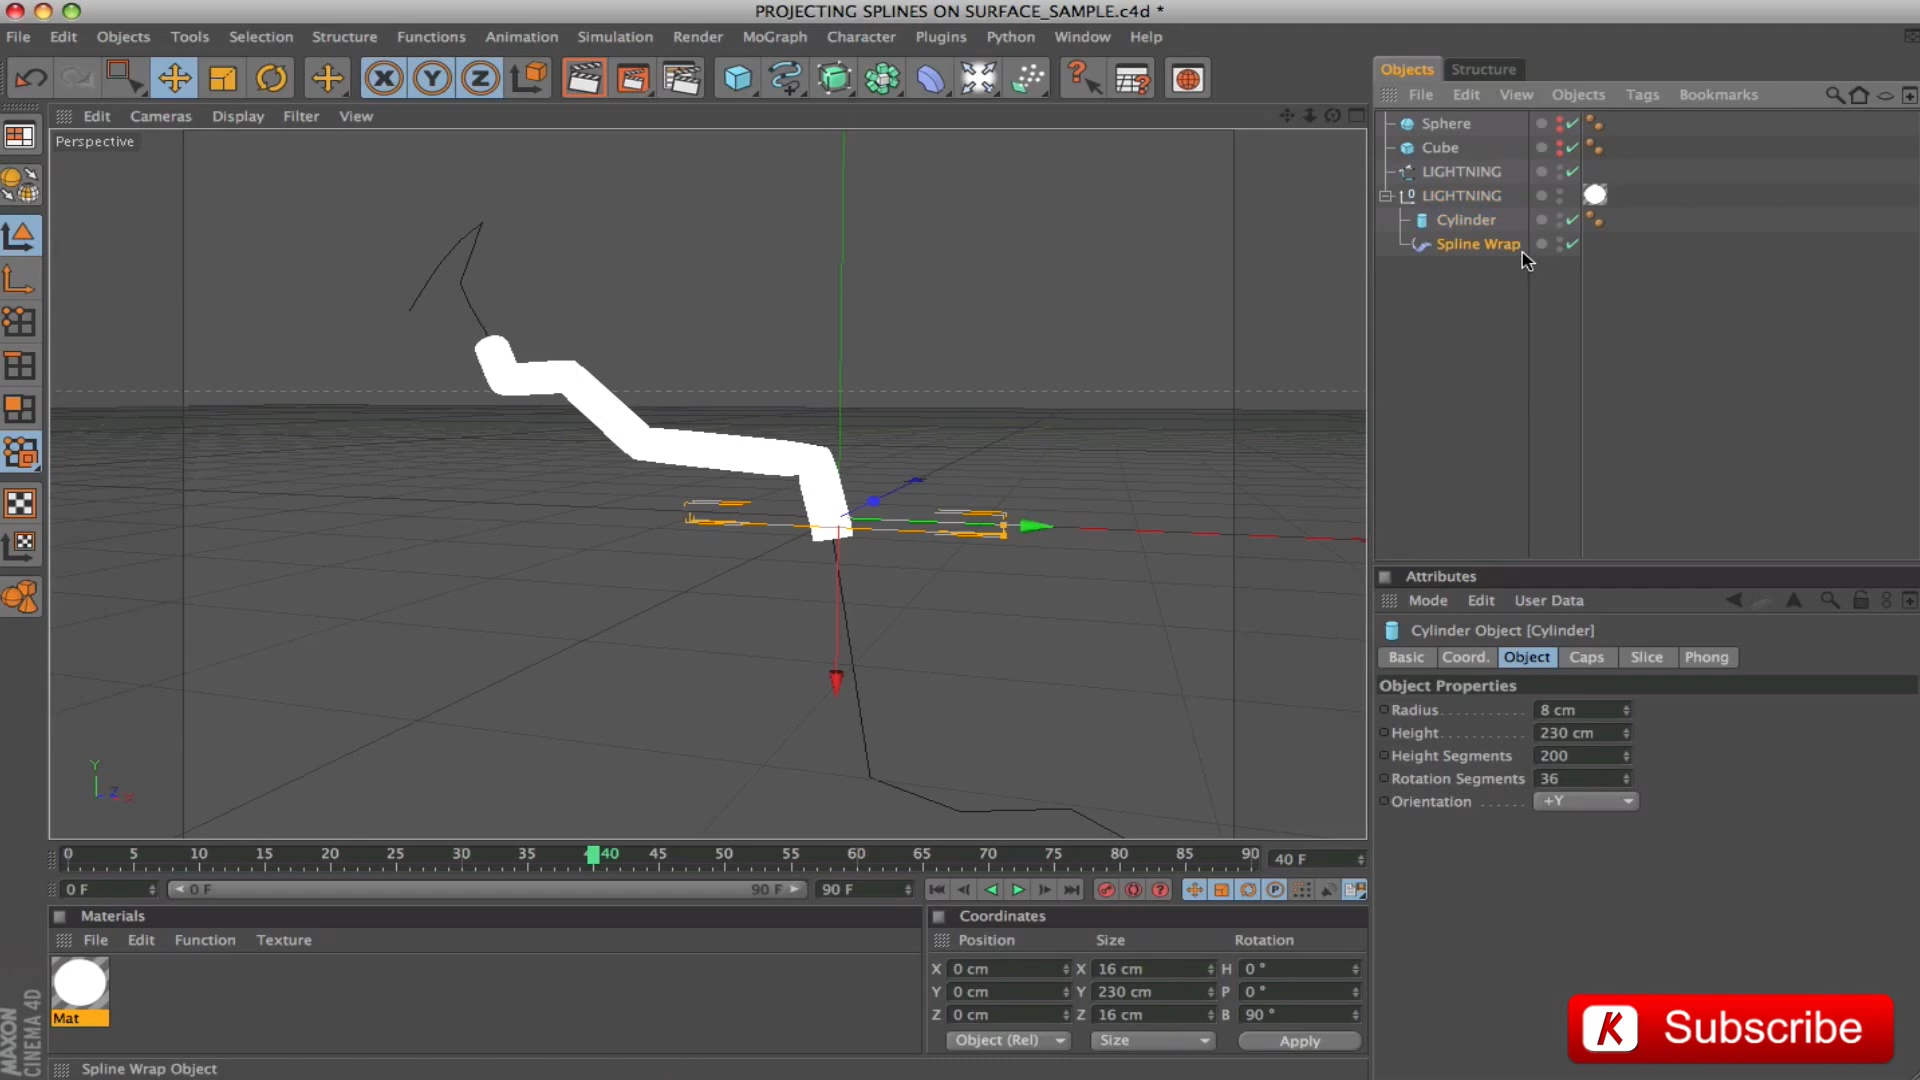 PROJECTING SPLINES ON SURFACE_SAMPLE.c4d *
File Edit Objects Tools Selection Structure Functions Animation Simulation Render MoGraph Character Plugins Python Window Help
X Y Z
Objects Structure
File Edit View Objects Tags Bookmarks
Edit Cameras Display Filter View
Perspective
Sphere
Cube
LIGHTNING
LIGHTNING
Cylinder
Spline Wrap
Attributes
Mode Edit User Data
Cylinder Object [Cylinder]
Basic Coord. Object Caps Slice Phong
Object Properties
Radius 8 cm
Height 230 cm
Height Segments 200
Rotation Segments 36
Orientation +Y
Y
Z X
0 5 10 15 20 25 30 35 40 45 50 55 60 65 70 75 80 85 90 40 F
0 F 0 F 90 F 90 F
Materials
File Edit Function Texture
Mat
Coordinates
Position Size Rotation
X 0 cm X 16 cm H 0 °
Y 0 cm Y 230 cm P 0 °
Z 0 cm Z 16 cm B 90 °
Object (Rel) Size Apply
MAXON
CINEMA 4D
Spline Wrap Object
K Subscribe